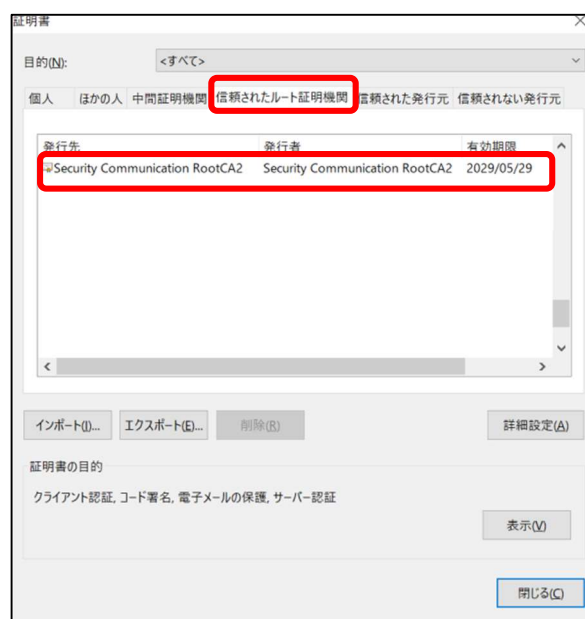 証明書
目的(N): <すべて>
個人 ほかの人 中間証明機関 信頼されたルート証明機関 信頼された発行元 信頼されない発行元
発行先 発行者 有効期限
Security Communication RootCA2 Security Communication RootCA2 2029/05/29
インポート(I)... エクスポート(E)... 削除(R) 詳細設定(A)
証明書の目的
クライアント認証, コード署名, 電子メールの保護, サーバー認証
表示(V)
閉じる(C)